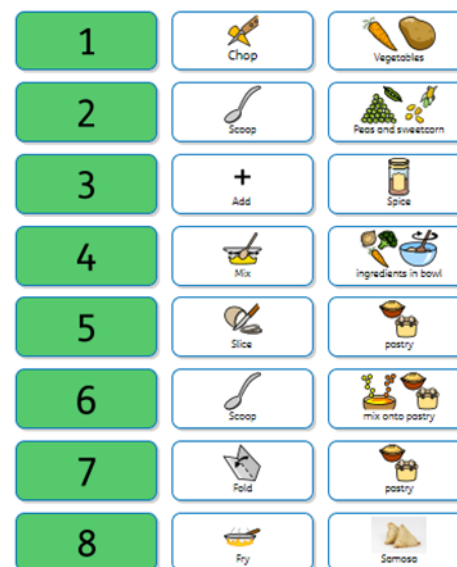 1 Chop Vegetables
2 Scoop Peas and sweetcorn
3 + Add Spice
4 Mix ingredients in bowl
5 Slice pastry
6 Scoop mix onto pastry
7 Fold pastry
8 Fry Samosa